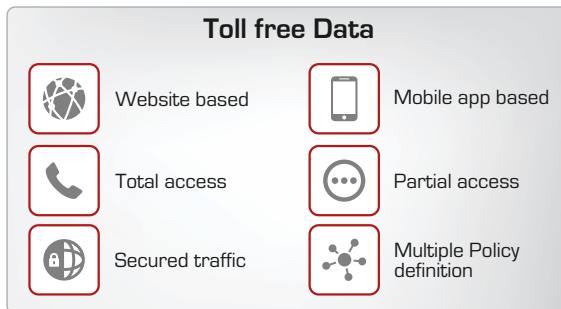 Toll free Data
Website based
Mobile app based
Total access
Partial access
Secured traffic
Multiple Policy
definition